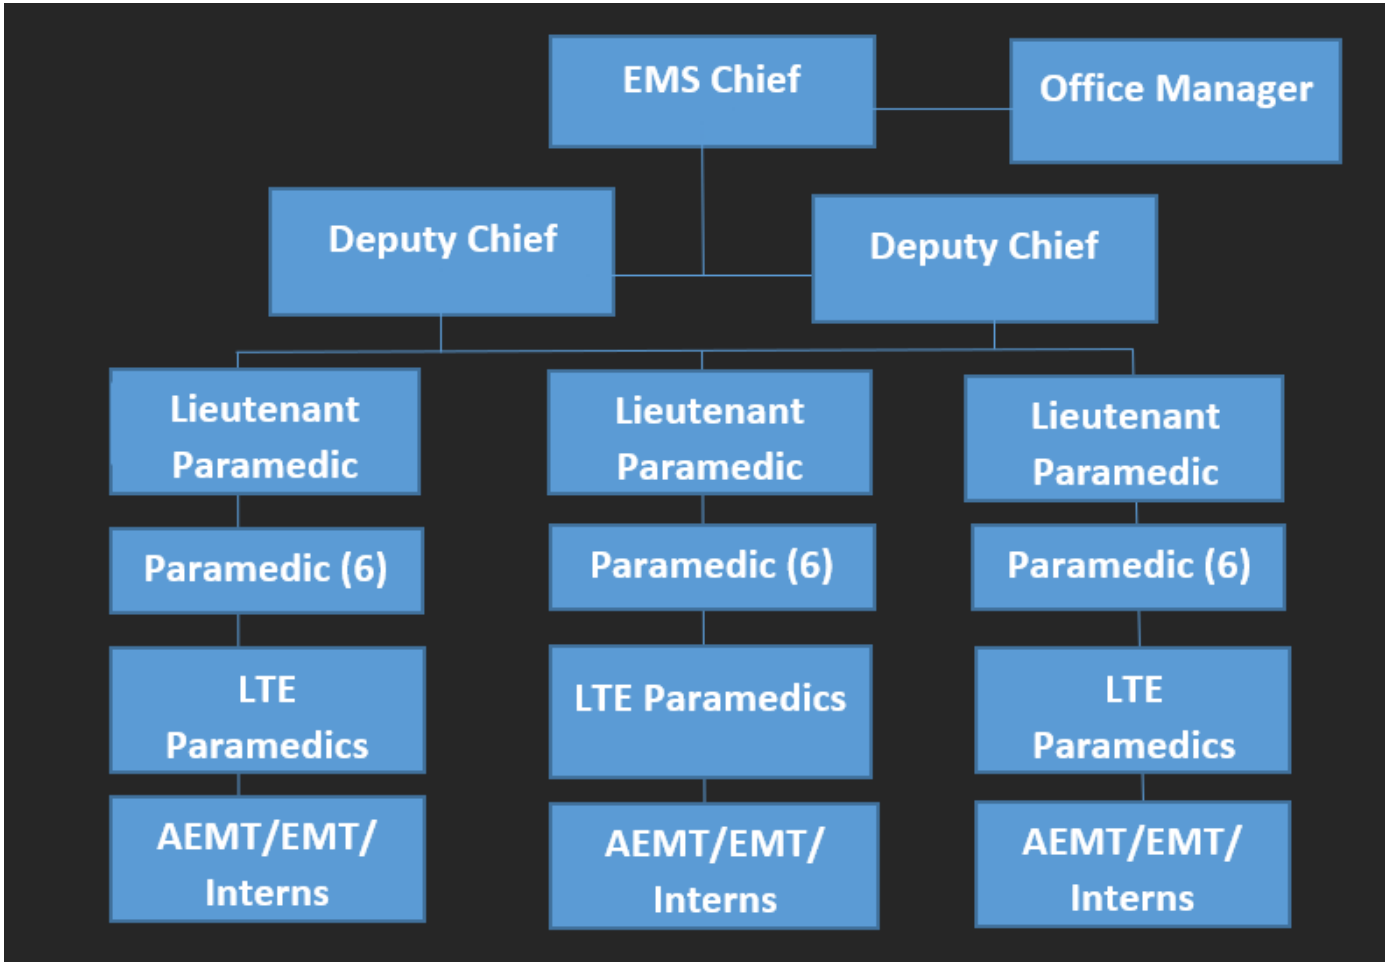 EMS Chief
Office Manager
Deputy Chief
Deputy Chief
Lieutenant
Paramedic
Lieutenant
Paramedic
Lieutenant
Paramedic
Paramedic (6)
Paramedic (6)
Paramedic (6)
LTE
Paramedics
LTE Paramedics
LTE
Paramedics
AEMT/EMT/
Interns
AEMT/EMT/
Interns
AEMT/EMT/
Interns